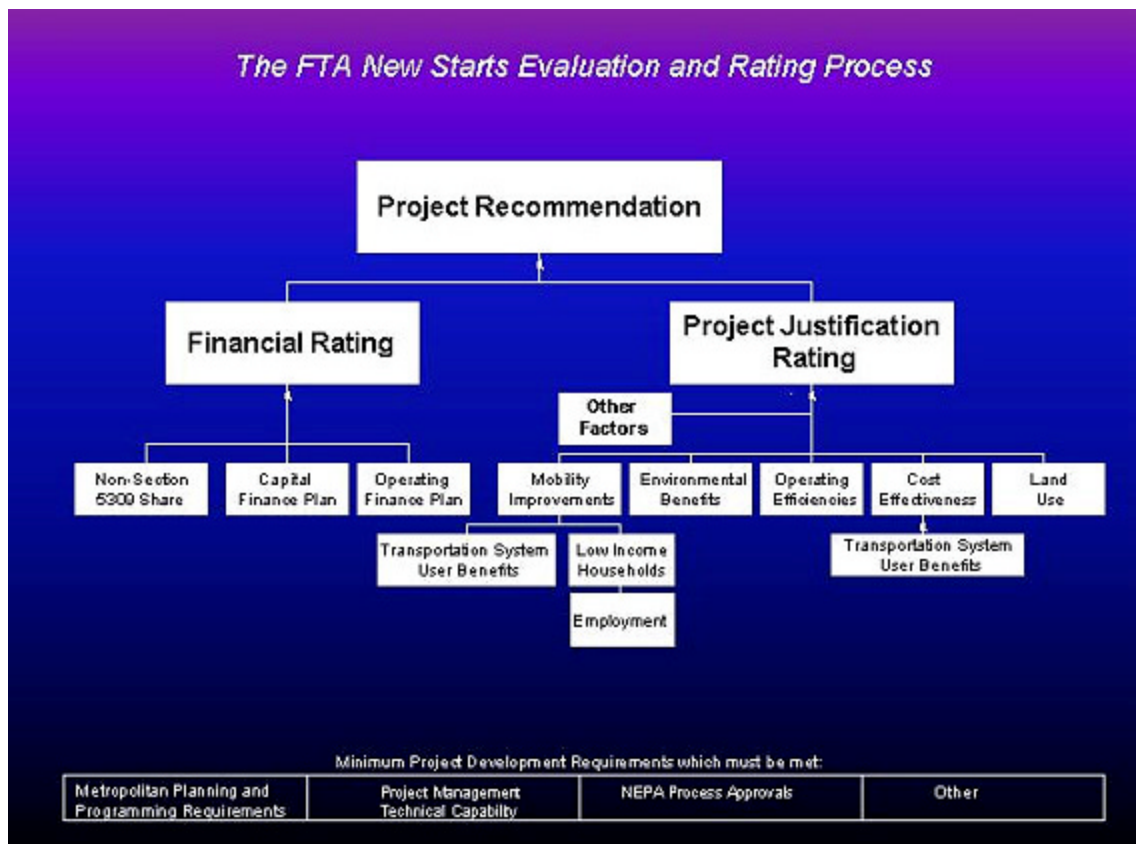 The FTA New Starts Evaluation and Rating Process
Project Recommendation
Financial Rating
Project Justification
Rating
Other
Factors
Non-Section
5309 Share
Capital
Finance Plan
Operating
Finance Plan
Mobility
Improvements
Environmental
Benefits
Operating
Efficiencies
Cost
Effectiveness
Land
Use
Transportation System
User Benefits
Low Income
Households
Transportation System
User Benefits
Employment
Minimum Project Development Requirements which must be met:
Metropolitan Planning and
Programming Requirements
Project Management
Technical Capability
NEPA Process Approvals
Other